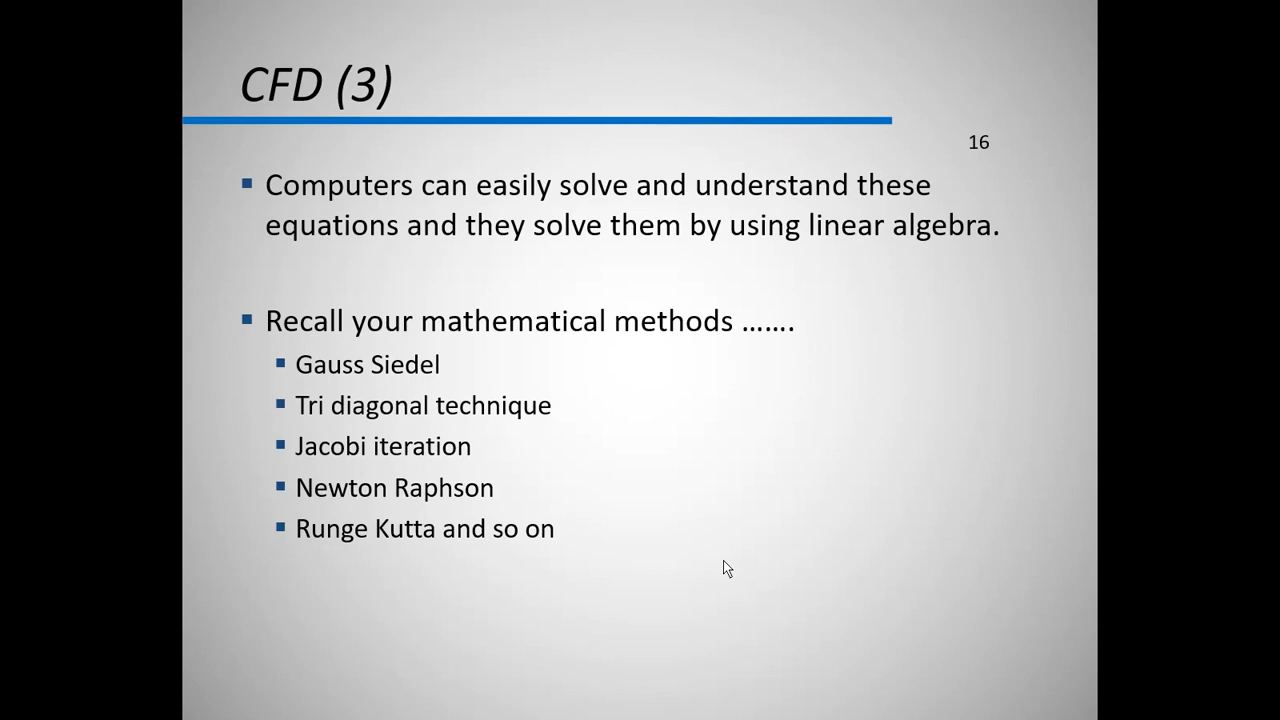 CFD (3)
16
Computers can easily solve and understand these
equations and they solve them by using linear algebra.
Recall your mathematical methods …….
Gauss Siedel
Tri diagonal technique
Jacobi iteration
Newton Raphson
Runge Kutta and so on